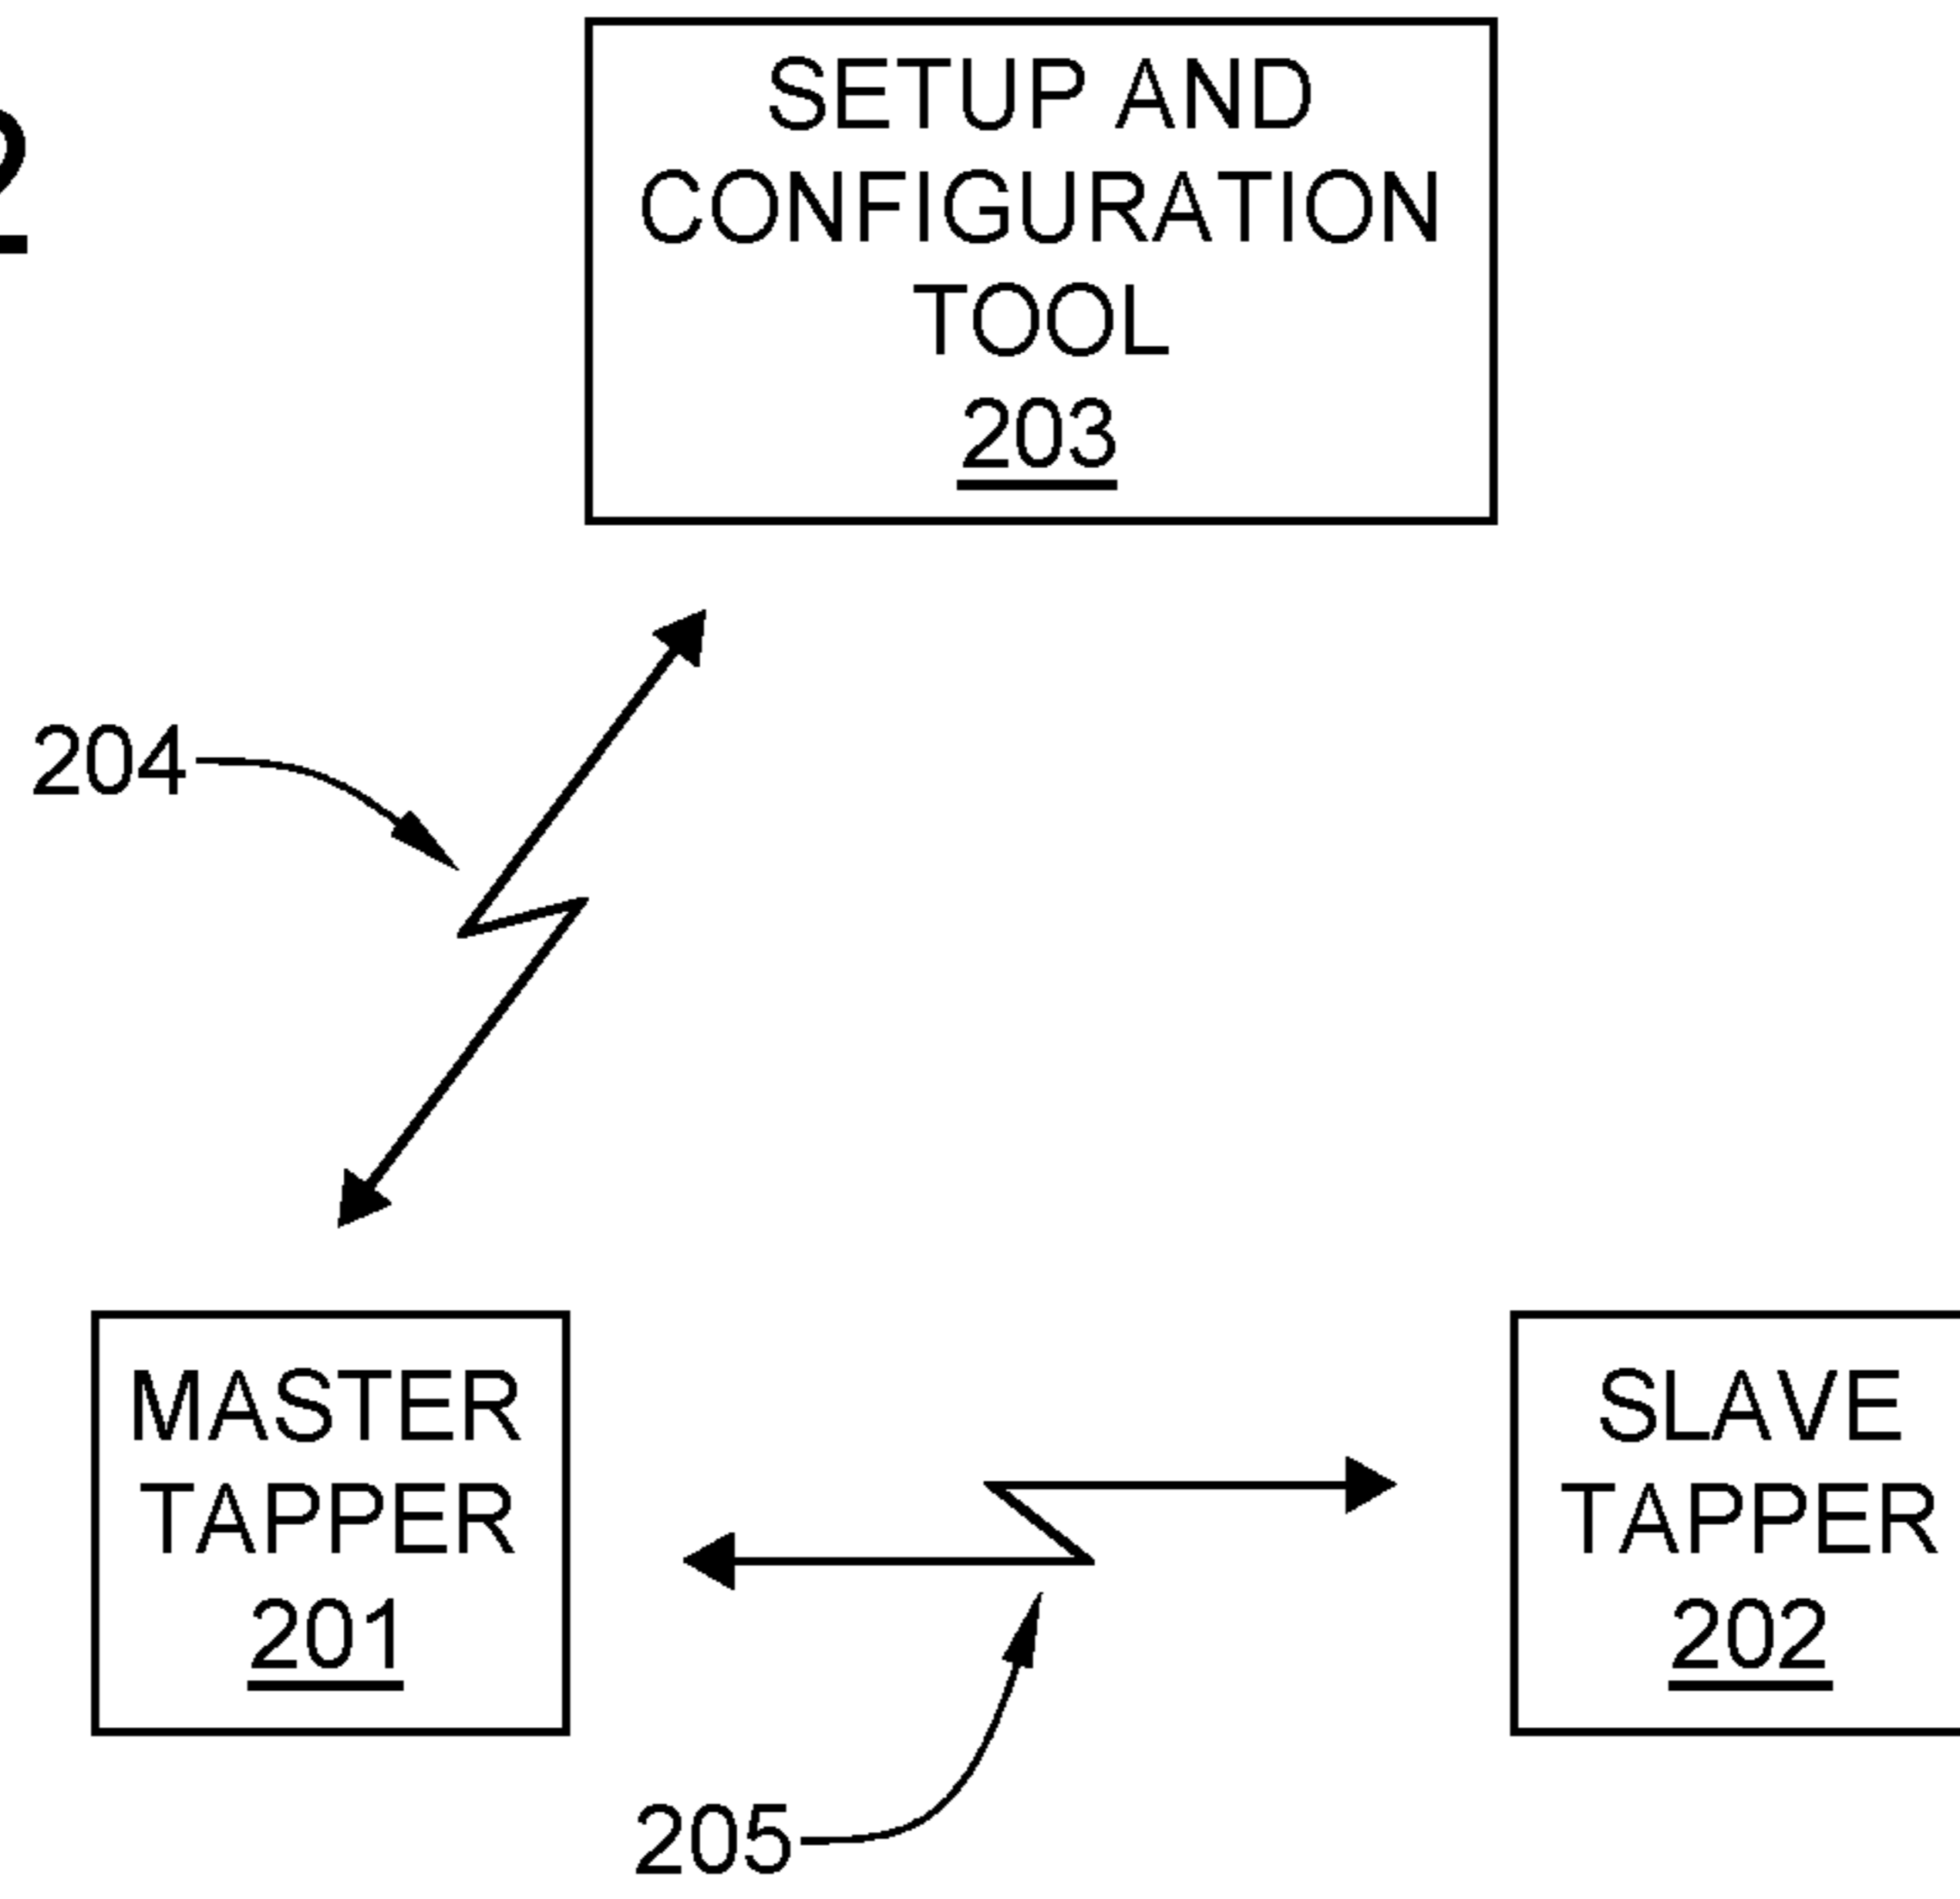 2
SETUP AND
CONFIGURATION
TOOL
203
204
MASTER
TAPPER
201
SLAVE
TAPPER
202
205